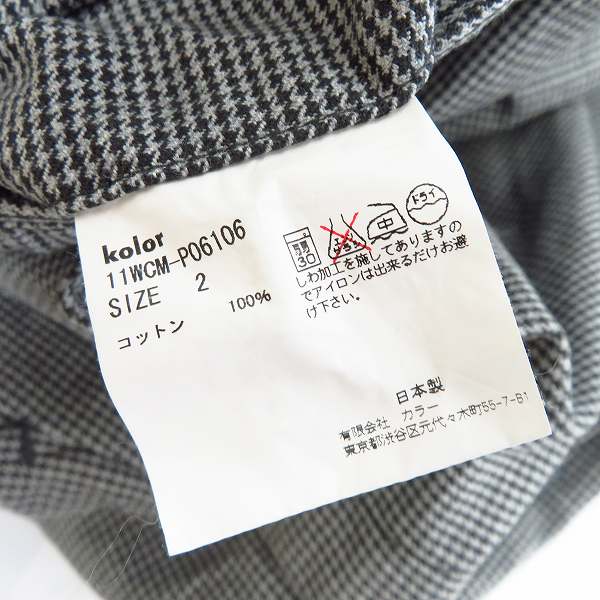 kolor
11WCM-P06106
SIZE 2
コットン 100%
30
中
ドライ
しわ加工を施してありますの
でアイロンは出来るだけお避
け下さい。
日本製
有限会社 カラー
東京都渋谷区元代々木町55-7-B1